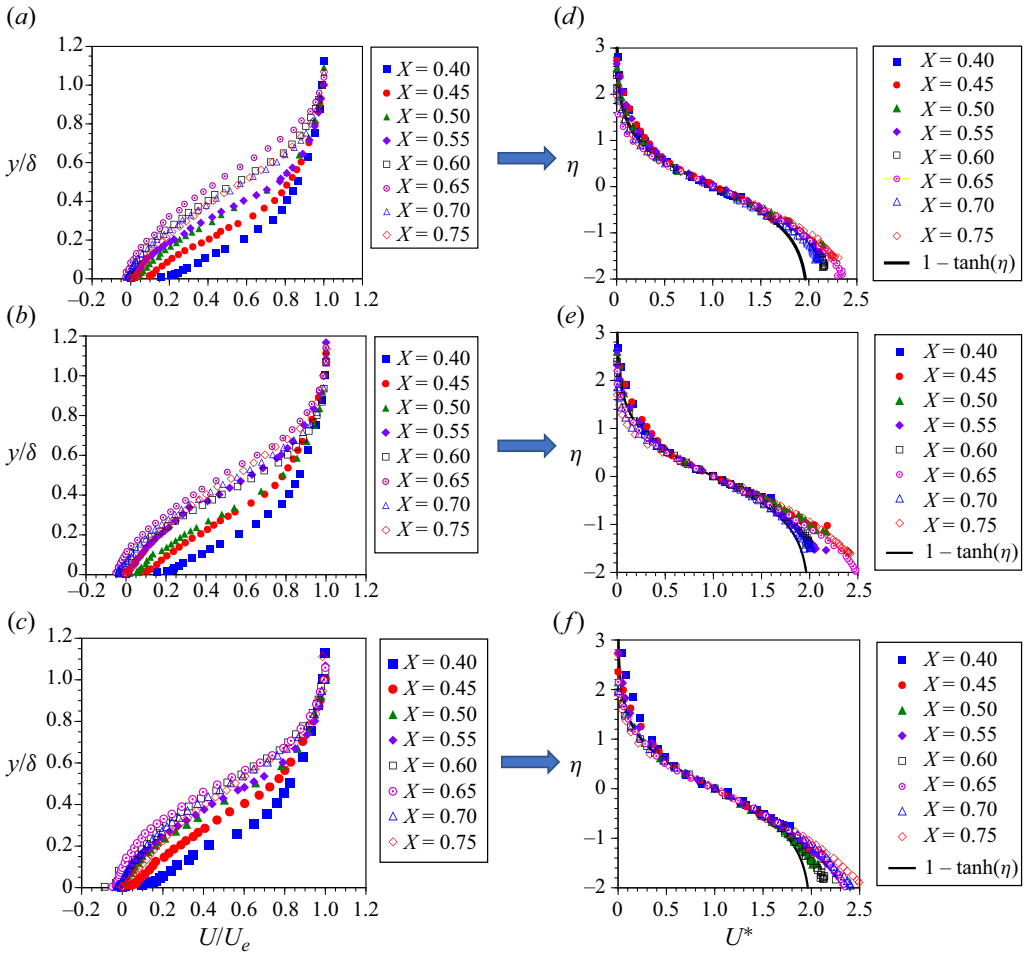 (a)
1.2
1.0
0.8
0.6
0.4
0.2
0
y/δ
–0.2 0 0.2 0.4 0.6 0.8 1.0 1.2
X = 0.40
X = 0.45
X = 0.50
X = 0.55
X = 0.60
X = 0.65
X = 0.70
X = 0.75
(d)
3
2
1
0
–1
–2
η
0 0.5 1.0 1.5 2.0 2.5
X = 0.40
X = 0.45
X = 0.50
X = 0.55
X = 0.60
X = 0.65
X = 0.70
X = 0.75
1 – tanh(η)
(b)
1.2
1.0
0.8
0.6
0.4
0.2
0
y/δ
–0.2 0 0.2 0.4 0.6 0.8 1.0 1.2
X = 0.40
X = 0.45
X = 0.50
X = 0.55
X = 0.60
X = 0.65
X = 0.70
X = 0.75
(e)
3
2
1
0
–1
–2
η
0 0.5 1.0 1.5 2.0 2.5
X = 0.40
X = 0.45
X = 0.50
X = 0.55
X = 0.60
X = 0.65
X = 0.70
X = 0.75
1 – tanh(η)
(c)
1.2
1.0
0.8
0.6
0.4
0.2
0
y/δ
–0.2 0 0.2 0.4 0.6 0.8 1.0 1.2
U/U_e
X = 0.40
X = 0.45
X = 0.50
X = 0.55
X = 0.60
X = 0.65
X = 0.70
X = 0.75
(f)
3
2
1
0
–1
–2
η
0 0.5 1.0 1.5 2.0 2.5
U*
X = 0.40
X = 0.45
X = 0.50
X = 0.55
X = 0.60
X = 0.65
X = 0.70
X = 0.75
1 – tanh(η)